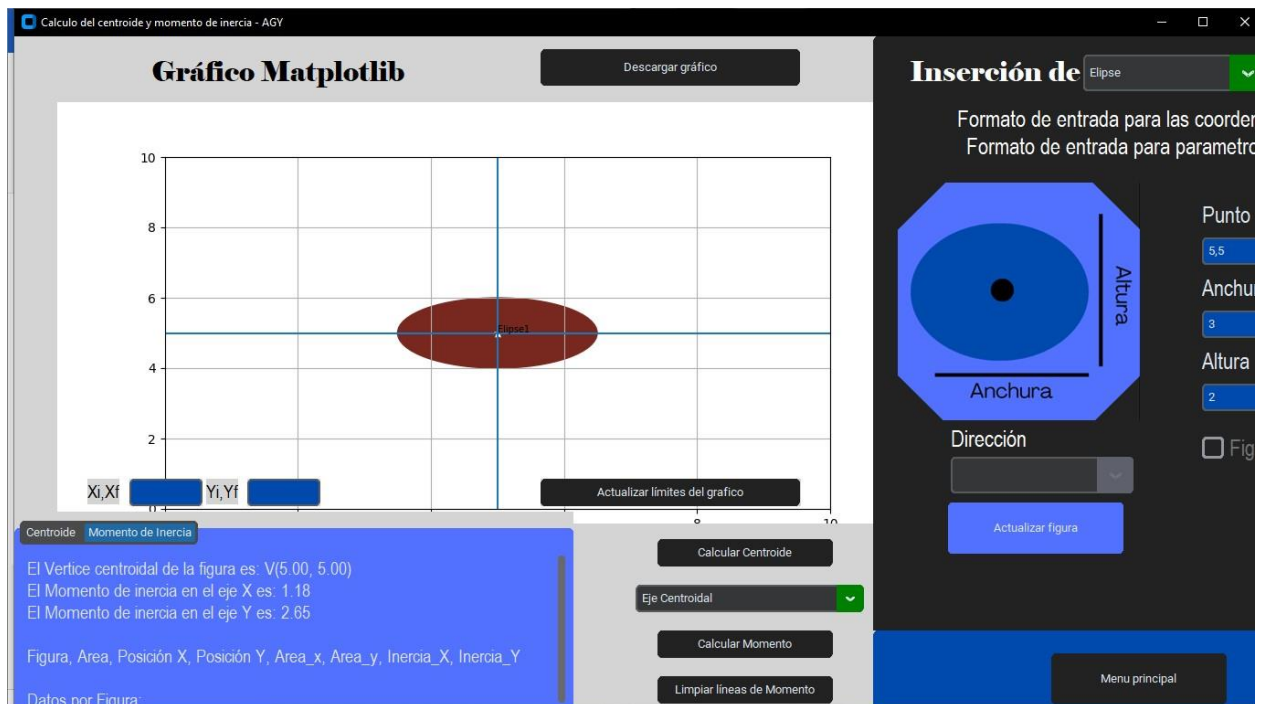 Calculo del centroide y momento de inercia - AGY
Gráfico Matplotlib
Descargar gráfico
10
8
6
4
2
0
Elipse1
8
10
Xi,Xf
Yi,Yf
Actualizar límites del grafico
Centroide
Momento de Inercia
El Vertice centroidal de la figura es: V(5.00, 5.00)
El Momento de inercia en el eje X es: 1.18
El Momento de inercia en el eje Y es: 2.65
Figura, Area, Posición X, Posición Y, Area_x, Area_y, Inercia_X, Inercia_Y
Datos por Figura:
Calcular Centroide
Eje Centroidal
Calcular Momento
Limpiar líneas de Momento
Inserción de
Elipse
Formato de entrada para las coorden
Formato de entrada para parametro
Altura
Anchura
Punto
5,5
Anchu
3
Altura
2
Dirección
Fig
Actualizar figura
Menu principal